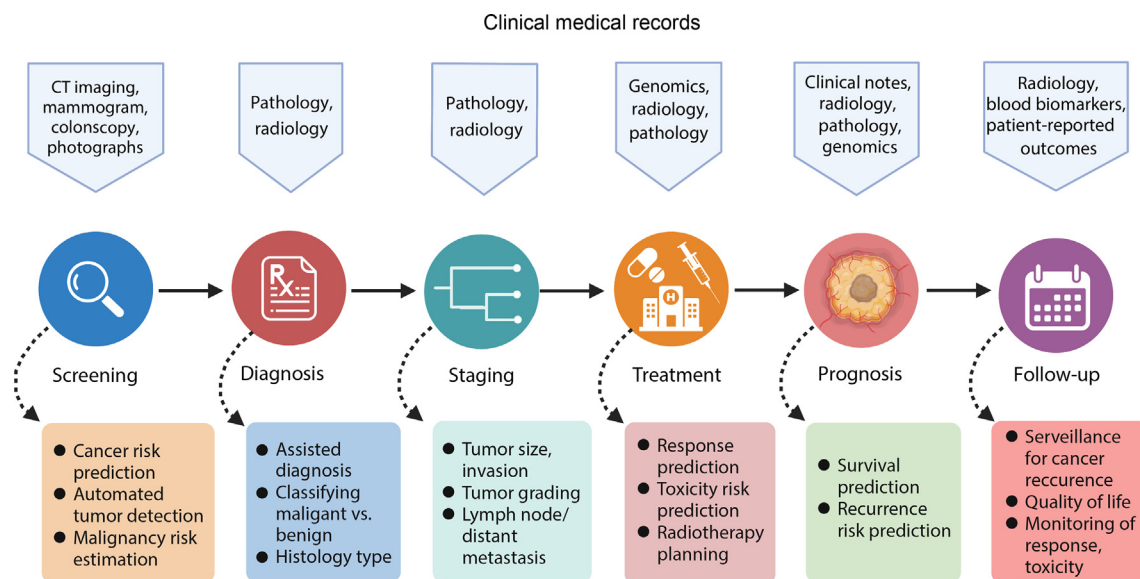 Clinical medical records
CT imaging,
mammogram,
colonscopy,
photographs
Pathology,
radiology
Pathology,
radiology
Genomics,
radiology,
pathology
Clinical notes,
radiology,
pathology,
genomics
Radiology,
blood biomarkers,
patient-reported
outcomes
Rx
H
Screening
Diagnosis
Staging
Treatment
Prognosis
Follow-up
● Cancer risk
prediction
● Automated
tumor detection
● Malignancy risk
estimation
● Assisted
diagnosis
● Classifying
maligant vs.
benign
● Histology type
● Tumor size,
invasion
● Tumor grading
● Lymph node/
distant
metastasis
● Response
prediction
● Toxicity risk
prediction
● Radiotherapy
planning
● Survival
prediction
● Recurrence
risk prediction
● Serveillance
for cancer
reccurence
● Quality of life
● Monitoring of
response,
toxicity